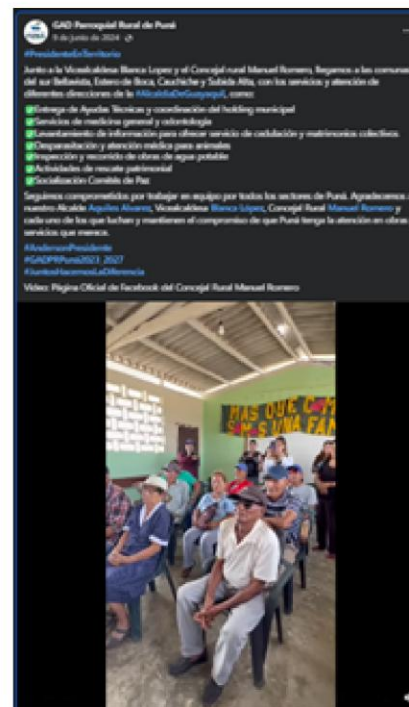 GAD Parroquial Rural de Puná
9 de junio de 2024
#PresidenteEnTerritorio
Junto a la Vicealcaldesa Blanca Lopez y el Concejal rural Manuel Romero, llegamos a las comunas
del sur Bellavista, Estero de Boca, Cauchiche y Subida Alta, con los servicios y atención de
diferentes direcciones de la #AlcaldíaDeGuayaquil, como:
✅Entrega de Ayudas Técnicas y coordinación del holding municipal
✅Servicios de medicina general y odontología
✅Levantamiento de información para ofrecer servicio de cedulación y matrimonios colectivos
✅Desparasitación y atención médica para animales
✅Inspección y recorrido de obras de agua potable
✅Actividades de rescate patrimonial
✅Socialización Comités de Paz
Seguimos comprometidos por trabajar en equipo por todos los sectores de Puná. Agradecemos a
nuestro Alcalde Aquiles Alvarez, Vicealcaldesa Blanca López, Concejal Rural Manuel Romero y
cada uno de los que luchan y mantienen el compromiso de que Puná tenga la atención en obras
servicios que merece.
#AndersonPresidente
#GADPRPuná2023_2027
#JuntosHacemosLaDiferencia
Video: Página Oficial de Facebook del Concejal Rural Manuel Romero
MAS QUE
SOMOS UNA FAM